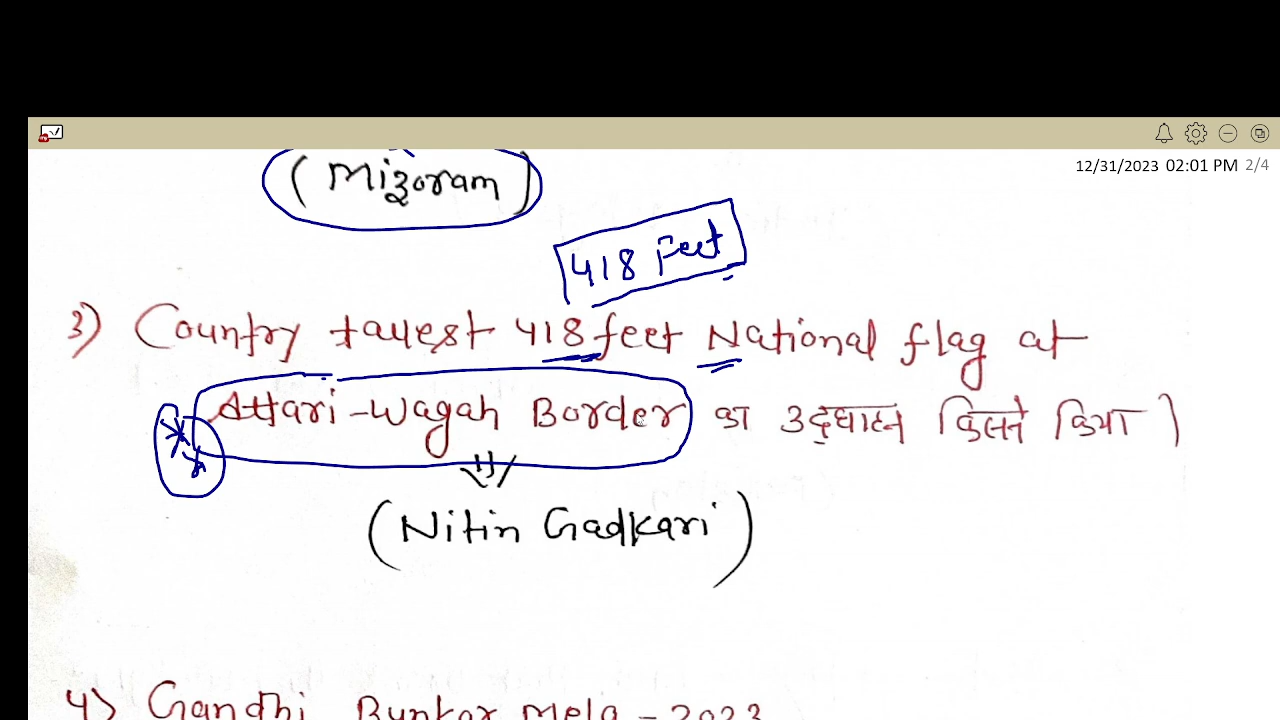 12/31/2023 02:01 PM 2/4
(Mizoram)
418 Feet
3) Country tallest 418 feet National flag at
Attari-Wagah Border का उद्‌घाटन किसने किया)
(Nitin Gadkari)
4) Gandhi Bunkar Mela - 2023